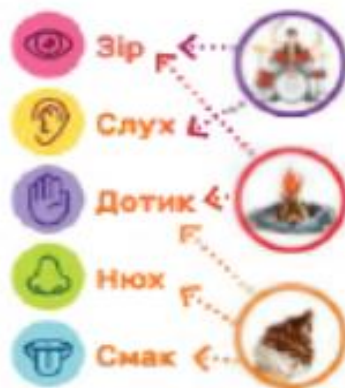 Зір
Слух
Дотик
Нюх
Смак